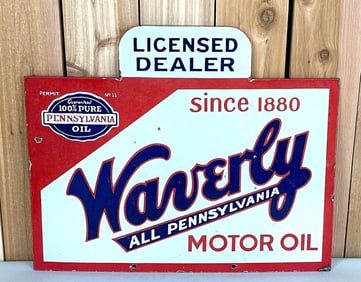 LICENSED
DEALER
PERMIT Nº 11
Guaranteed
100% PURE
PENNSYLVANIA
OIL
Since 1880
Waverly
ALL PENNSYLVANIA
MOTOR OIL